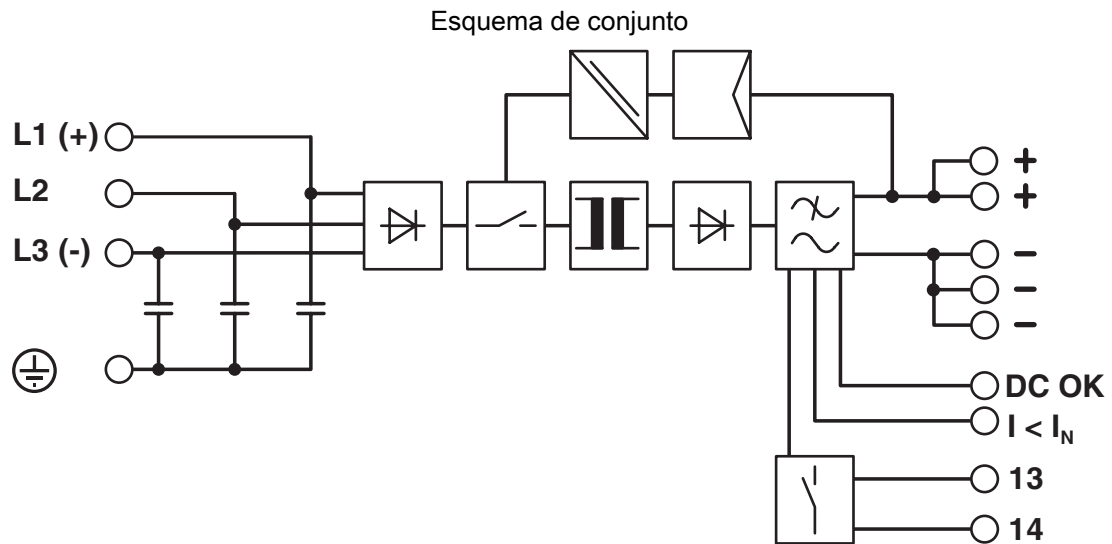 Esquema de conjunto
L1 (+)
L2
L3 (-)
+
+
−
−
−
DC OK
I < IN
13
14